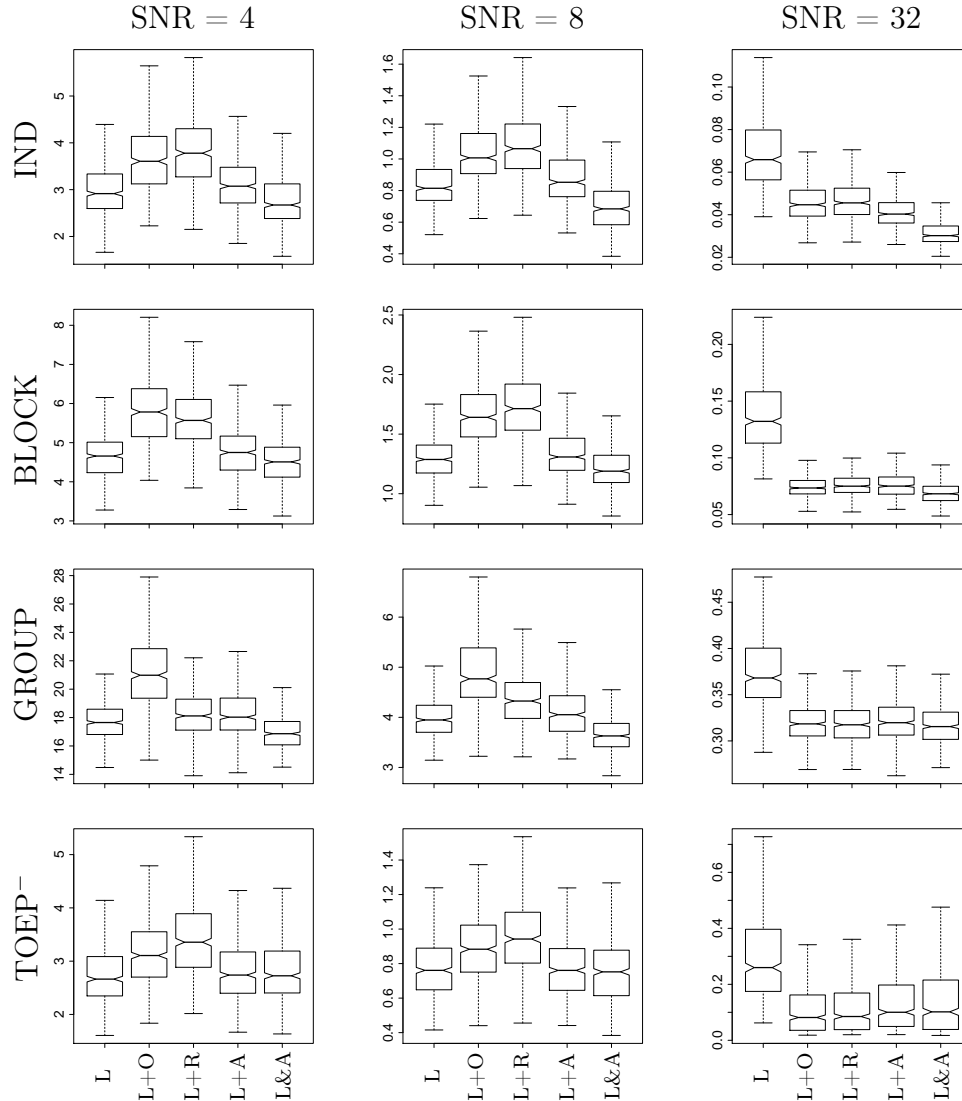 SNR = 4 SNR = 8 SNR = 32
IND
2 3 4 5
0.4 0.6 0.8 1.0 1.2 1.4 1.6
0.02 0.04 0.06 0.08 0.10
BLOCK
3 4 5 6 7 8
1.0 1.5 2.0 2.5
0.05 0.10 0.15 0.20
GROUP
14 16 18 20 22 24 26 28
3 4 5 6
0.30 0.35 0.40 0.45
TOEP−
2 3 4 5
0.4 0.6 0.8 1.0 1.2 1.4
0.0 0.2 0.4 0.6
L L+O L+R L+A L&A
L L+O L+R L+A L&A
L L+O L+R L+A L&A